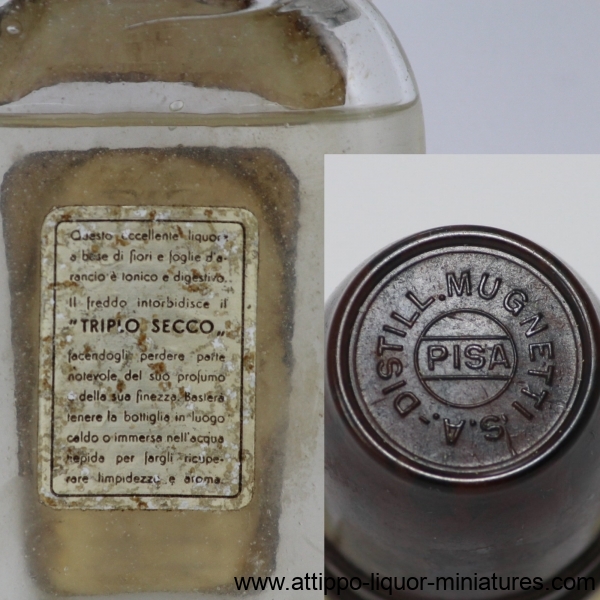 Questo eccellente liquore
a base di fiori e foglie d'a-
rancio è tonico e digestivo.
Il freddo intorbidisce il
"TRIPLO SECCO„
facendogli perdere parte
notevole del suo profumo
e della sua finezza. Basterà
tenere la bottiglia in luogo
caldo o immersa nell'acqua
tiepida per fargli ricupe-
rare limpidezza e aroma.
DISTILL. MUGNETTI S.A.-
PISA
www.attippo-liquor-miniatures.com